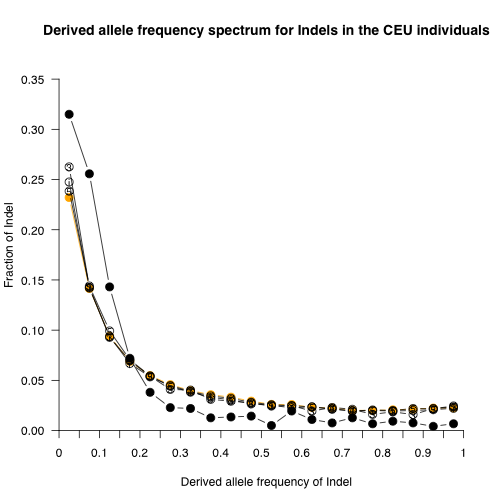 Derived allele frequency spectrum for Indels in the CEU individuals
Fraction of Indel
0.35
0.30
0.25
0.20
0.15
0.10
0.05
0.00
0 0.1 0.2 0.3 0.4 0.5 0.6 0.7 0.8 0.9 1
Derived allele frequency of Indel